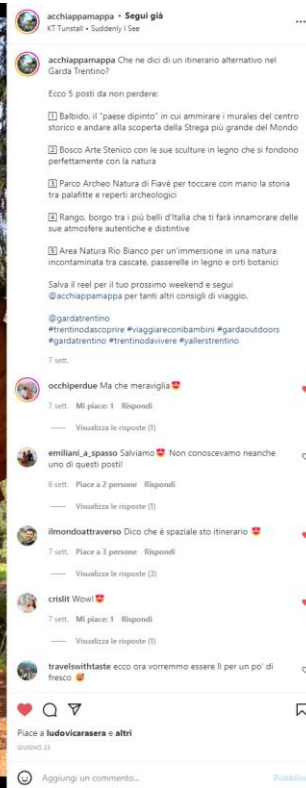 acchiappamappa • Segui già
KT Tunstall • Suddenly I See
acchiappamappa Che ne dici di un itinerario alternativo nel
Garda Trentino?
Ecco 5 posti da non perdere:
1 Balbido, il "paese dipinto" in cui ammirare i murales del centro
storico e andare alla scoperta della Strega più grande del Mondo
2 Bosco Arte Stenico con le sue sculture in legno che si fondono
perfettamente con la natura
3 Parco Archeo Natura di Fiavé per toccare con mano la storia
tra palafitte e reperti archeologici
4 Rango, borgo tra i più belli d'Italia che ti farà innamorare delle
sue atmosfere autentiche e distintive
5 Area Natura Rio Bianco per un'immersione in una natura
incontaminata tra cascate, passerelle in legno e orti botanici
Salva il reel per il tuo prossimo weekend e segui
@acchiappamappa per tanti altri consigli di viaggio.
@gardatrentino
#trentinodascoprire #viaggiareconibambini #gardaoutdoors
#gardatrentino #trentinodavivere #yallerstrentino
7 sett.
occhiperdue Ma che meraviglia😍
7 sett. Mi piace: 1 Rispondi
Visualizza le risposte (1)
emiliani_a_spasso Salviamo😍 Non conoscevamo neanche
uno di questi posti!
6 sett. Piace a 2 persone Rispondi
Visualizza le risposte (1)
ilmondoattraverso Dico che è spaziale sto itinerario 😍
7 sett. Piace a 3 persone Rispondi
Visualizza le risposte (3)
crislit Wow!😍
7 sett. Mi piace: 1 Rispondi
Visualizza le risposte (1)
travelswithtaste ecco ora vorremmo essere lì per un po' di
fresco 🥵
Piace a ludovicarasera e altri
GIUGNO 23
Aggiungi un commento... Pubblica